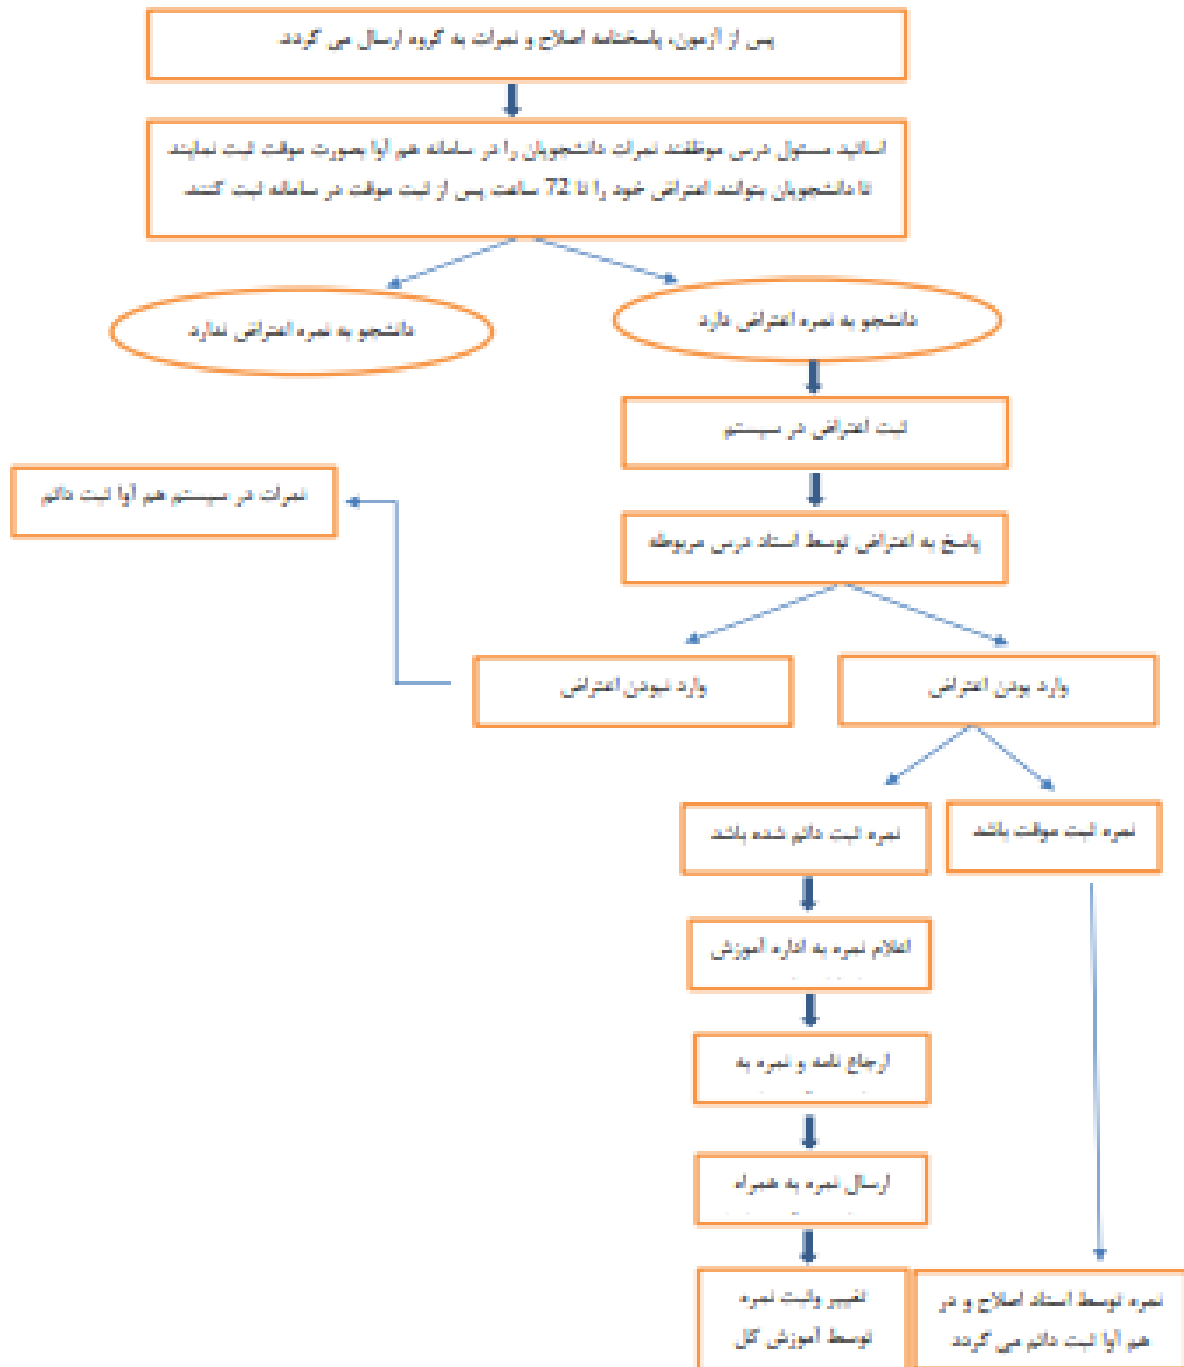 پس از آزمون، پاسخنامه اصلاح و نمرات به گروه ارسال می گردد.
اساتید مسئول درس موظفند نمرات دانشجویان را در سامانه هم آوا بصورت موقت ثبت نمایند.
تا دانشجویان بتوانند اعتراض خود را تا 72 ساعت پس از ثبت موقت در سامانه ثبت کنند.
دانشجو به نمره اعتراض دارد
دانشجو به نمره اعتراض ندارد
ثبت اعتراض در سیستم
نمرات در سیستم هم آوا ثبت دائم
پاسخ به اعتراض توسط استاد درس مربوطه
وارد بودن اعتراض
وارد نبودن اعتراض
نمره ثبت موقت باشد
نمره ثبت دائم شده باشد
اعلام نمره به اداره آموزش
ارجاع نامه و نمره به
ارسال نمره به همراه
نمره توسط استاد اصلاح و در
هم آوا ثبت دائم می گردد.
تغییر وثبت نمره
توسط آموزش کل